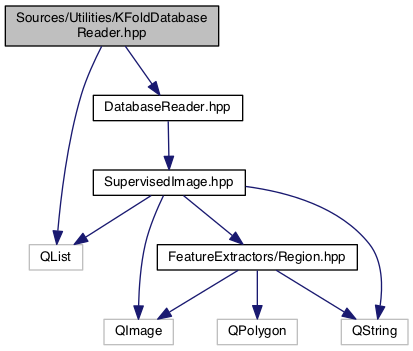 Sources/Utilities/KFoldDatabase
Reader.hpp
DatabaseReader.hpp
SupervisedImage.hpp
QList
FeatureExtractors/Region.hpp
QImage
QPolygon
QString